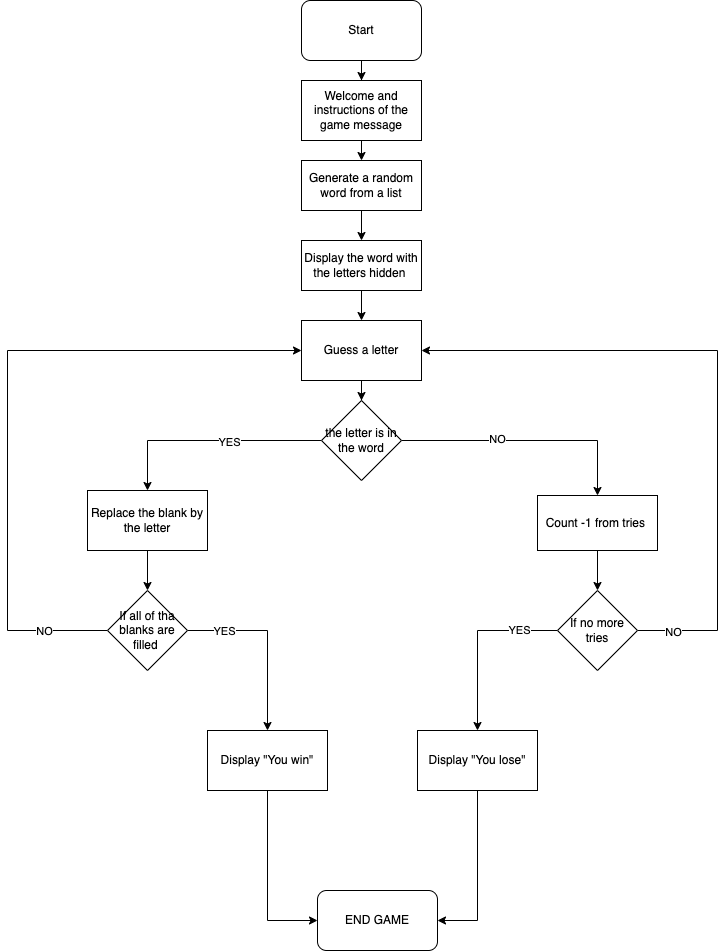 Start
Welcome and
instructions of the
game message
Generate a random
word from a list
Display the word with
the letters hidden
Guess a letter
the letter is in
the word
YES
NO
Replace the blank by
the letter
Count -1 from tries
If all of tha
blanks are
filled
NO
YES
If no more
tries
YES
NO
Display "You win"
Display "You lose"
END GAME